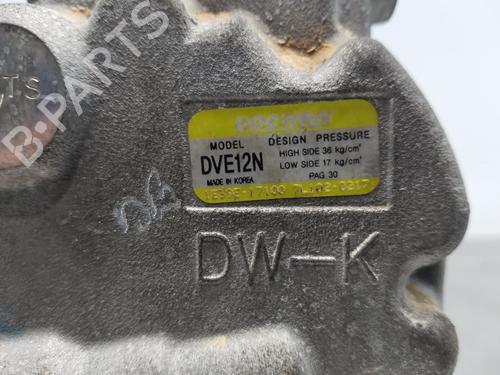 DOOWON
MODEL
DVE12N
MADE IN KOREA
DESIGN PRESSURE
HIGH SIDE 36 kg/cm²
LOW SIDE 17 kg/cm²
PAG 30
DW-K
B-PARTS